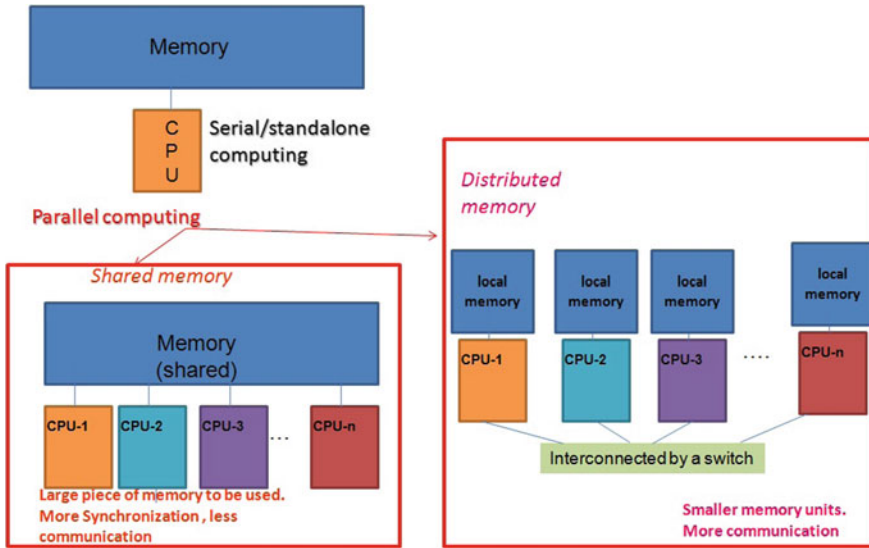 Memory
C
P
U
Serial/standalone
computing
Parallel computing
Shared memory
Memory
(shared)
CPU-1
CPU-2
CPU-3
...
CPU-n
Large piece of memory to be used.
More Synchronization , less
communication
Distributed
memory
local
memory
local
memory
local
memory
local
memory
CPU-1
CPU-2
CPU-3
....
CPU-n
Interconnected by a switch
Smaller memory units.
More communication